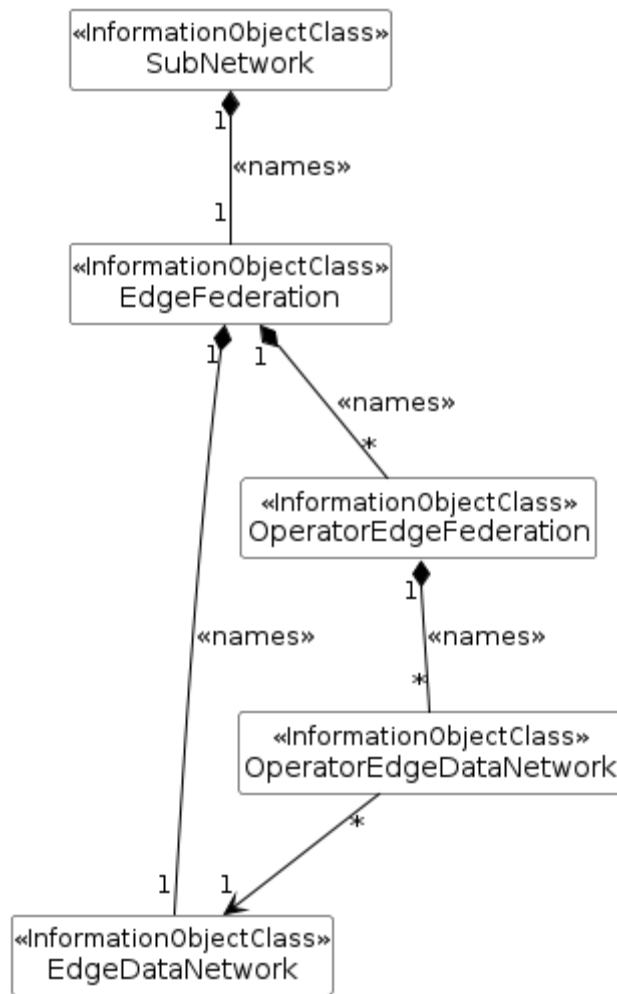 «InformationObjectClass»
SubNetwork
1
«names»
1
«InformationObjectClass»
EdgeFederation
1
1
«names»
*
«InformationObjectClass»
OperatorEdgeFederation
1
«names»
«names»
*
«InformationObjectClass»
OperatorEdgeDataNetwork
*
1
1
«InformationObjectClass»
EdgeDataNetwork